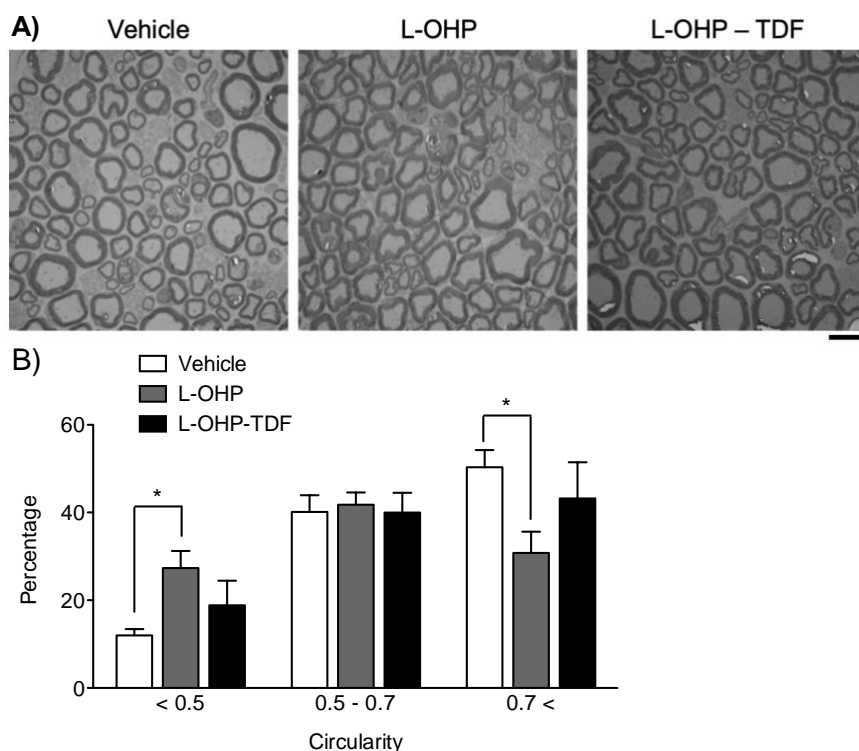 A)
Vehicle
L-OHP
L-OHP – TDF
B)
Vehicle
L-OHP
L-OHP-TDF
*
*
60
40
20
0
Percentage
< 0.5
0.5 - 0.7
0.7 <
Circularity